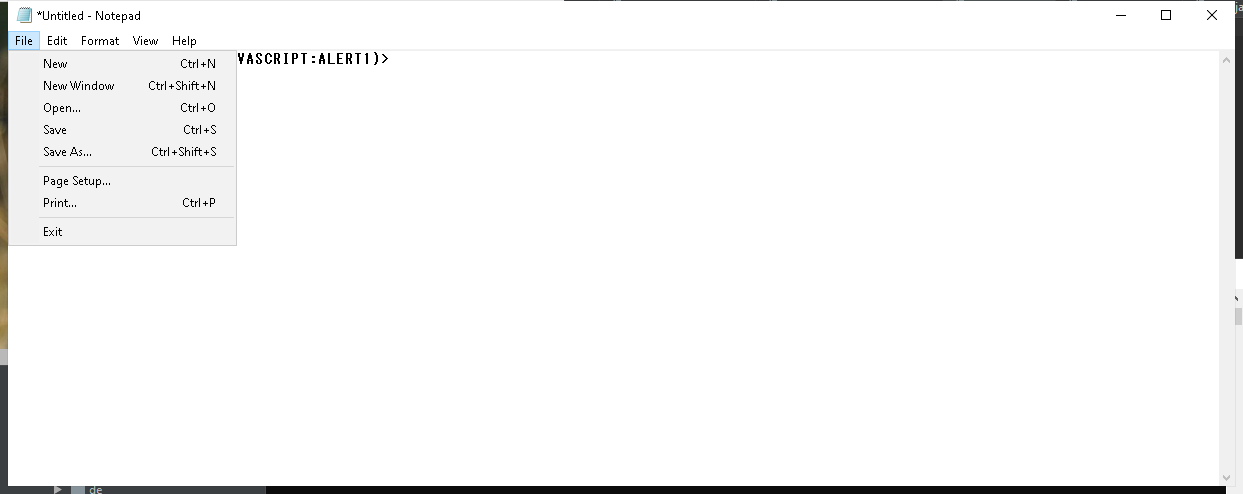 *Untitled - Notepad
File Edit Format View Help
VASCRIPT:ALERT1)>
New Ctrl+N
New Window Ctrl+Shift+N
Open... Ctrl+O
Save Ctrl+S
Save As... Ctrl+Shift+S
Page Setup...
Print... Ctrl+P
Exit
de